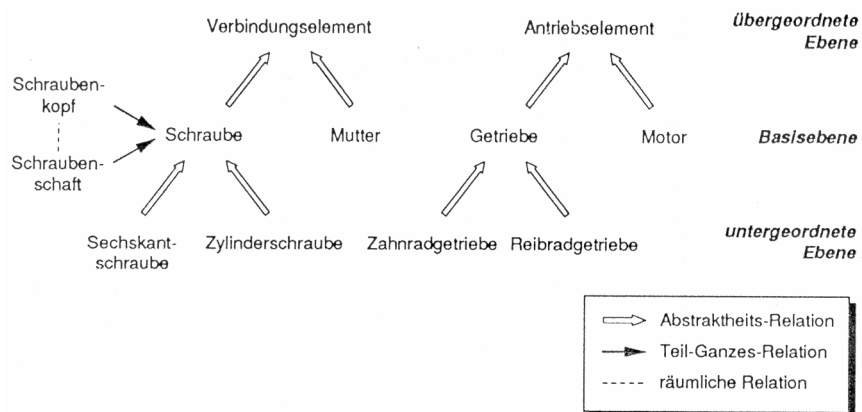 Verbindungselement
Antriebselement
übergeordnete
Ebene
Schrauben-
kopf
Schraube
Mutter
Getriebe
Motor
Basisebene
Schrauben-
schaft
Sechskant-
schraube
Zylinderschraube
Zahnradgetriebe
Reibradgetriebe
untergeordnete
Ebene
Abstraktheits-Relation
Teil-Ganzes-Relation
räumliche Relation